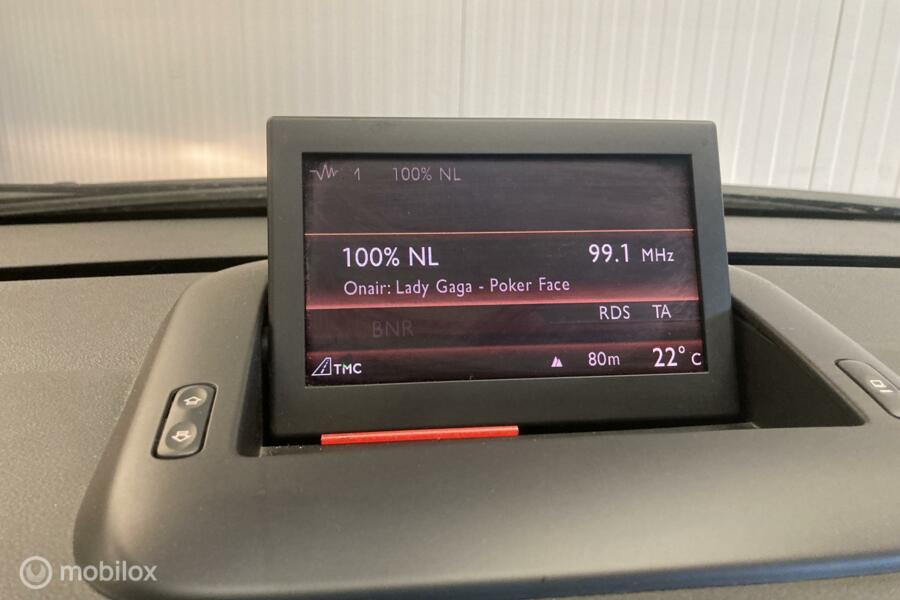 1 100% NL
100% NL 99.1 MHz
Onair: Lady Gaga - Poker Face
RDS TA
BNR
TMC 80m 22° C
mobilox